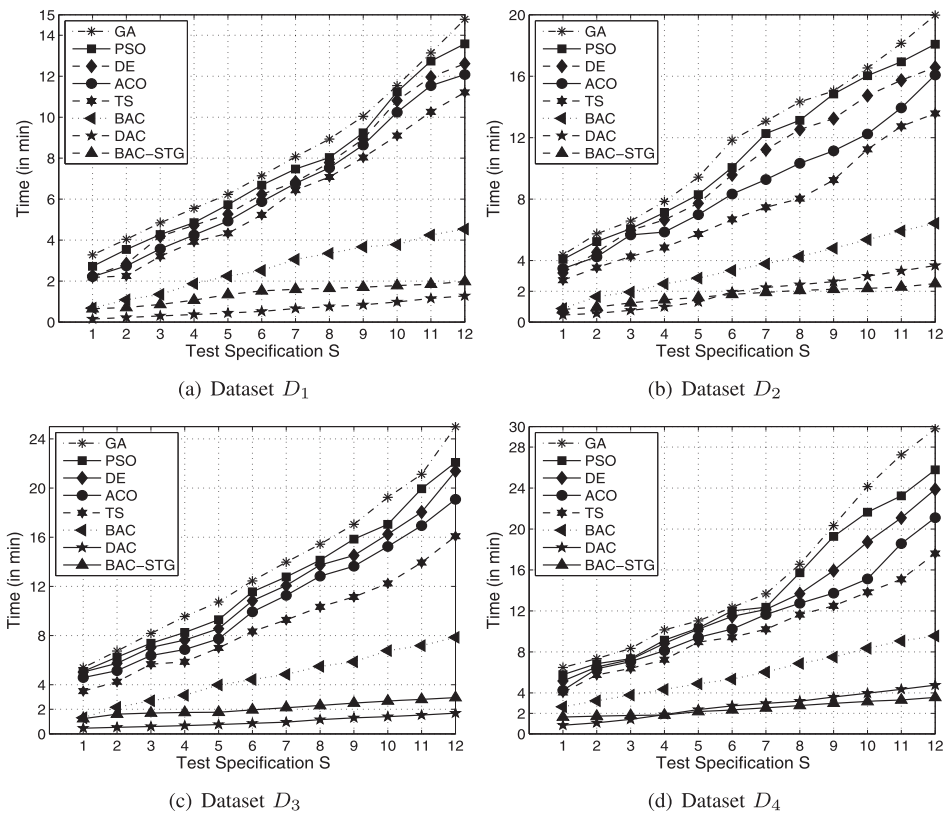 15
14
12
10
8
6
4
2
0
Time (in min)
GA
PSO
DE
ACO
TS
BAC
DAC
BAC−STG
1 2 3 4 5 6 7 8 9 10 11 12
Test Specification S
(a) Dataset D1
20
16
12
8
4
2
0
Time (in min)
GA
PSO
DE
ACO
TS
BAC
DAC
BAC−STG
1 2 3 4 5 6 7 8 9 10 11 12
Test Specification S
(b) Dataset D2
24
20
16
12
8
4
2
0
Time (in min)
GA
PSO
DE
ACO
TS
BAC
DAC
BAC−STG
1 2 3 4 5 6 7 8 9 10 11 12
Test Specification S
(c) Dataset D3
30
28
24
20
16
12
8
4
2
0
Time (in min)
GA
PSO
DE
ACO
TS
BAC
DAC
BAC−STG
1 2 3 4 5 6 7 8 9 10 11 12
Test Specification S
(d) Dataset D4